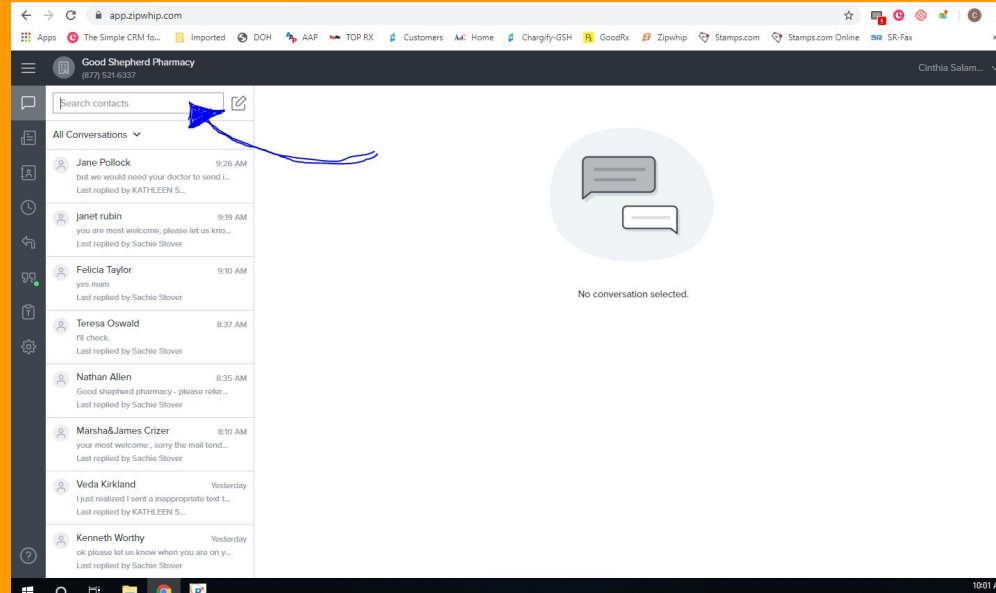 app.zipwhip.com
Apps The Simple CRM fo... Imported DOH AAP TOP RX Customers Home Chargify-GSH GoodRx Zipwhip Stamps.com Stamps.com Online SR SR-Fax
Good Shepherd Pharmacy
(877) 521-6337
Cinthia Salam...
Search contacts
All Conversations
Jane Pollock 9:26 AM
but we would need your doctor to send i...
Last replied by KATHLEEN S...
janet rubin 9:19 AM
you are most welcome, please let us kno...
Last replied by Sachie Stover
Felicia Taylor 9:10 AM
yes mam
Last replied by Sachie Stover
Teresa Oswald 8:37 AM
I'll check.
Last replied by Sachie Stover
Nathan Allen 8:35 AM
Good shepherd pharmacy - please refer...
Last replied by Sachie Stover
Marsha&James Crizer 8:10 AM
your most welcome , sorry the mail tend...
Last replied by Sachie Stover
Veda Kirkland Yesterday
I just realized I sent a inappropriate text t...
Last replied by KATHLEEN S...
Kenneth Worthy Yesterday
ok please let us know when you are on y...
Last replied by Sachie Stover
No conversation selected.
10:01 A